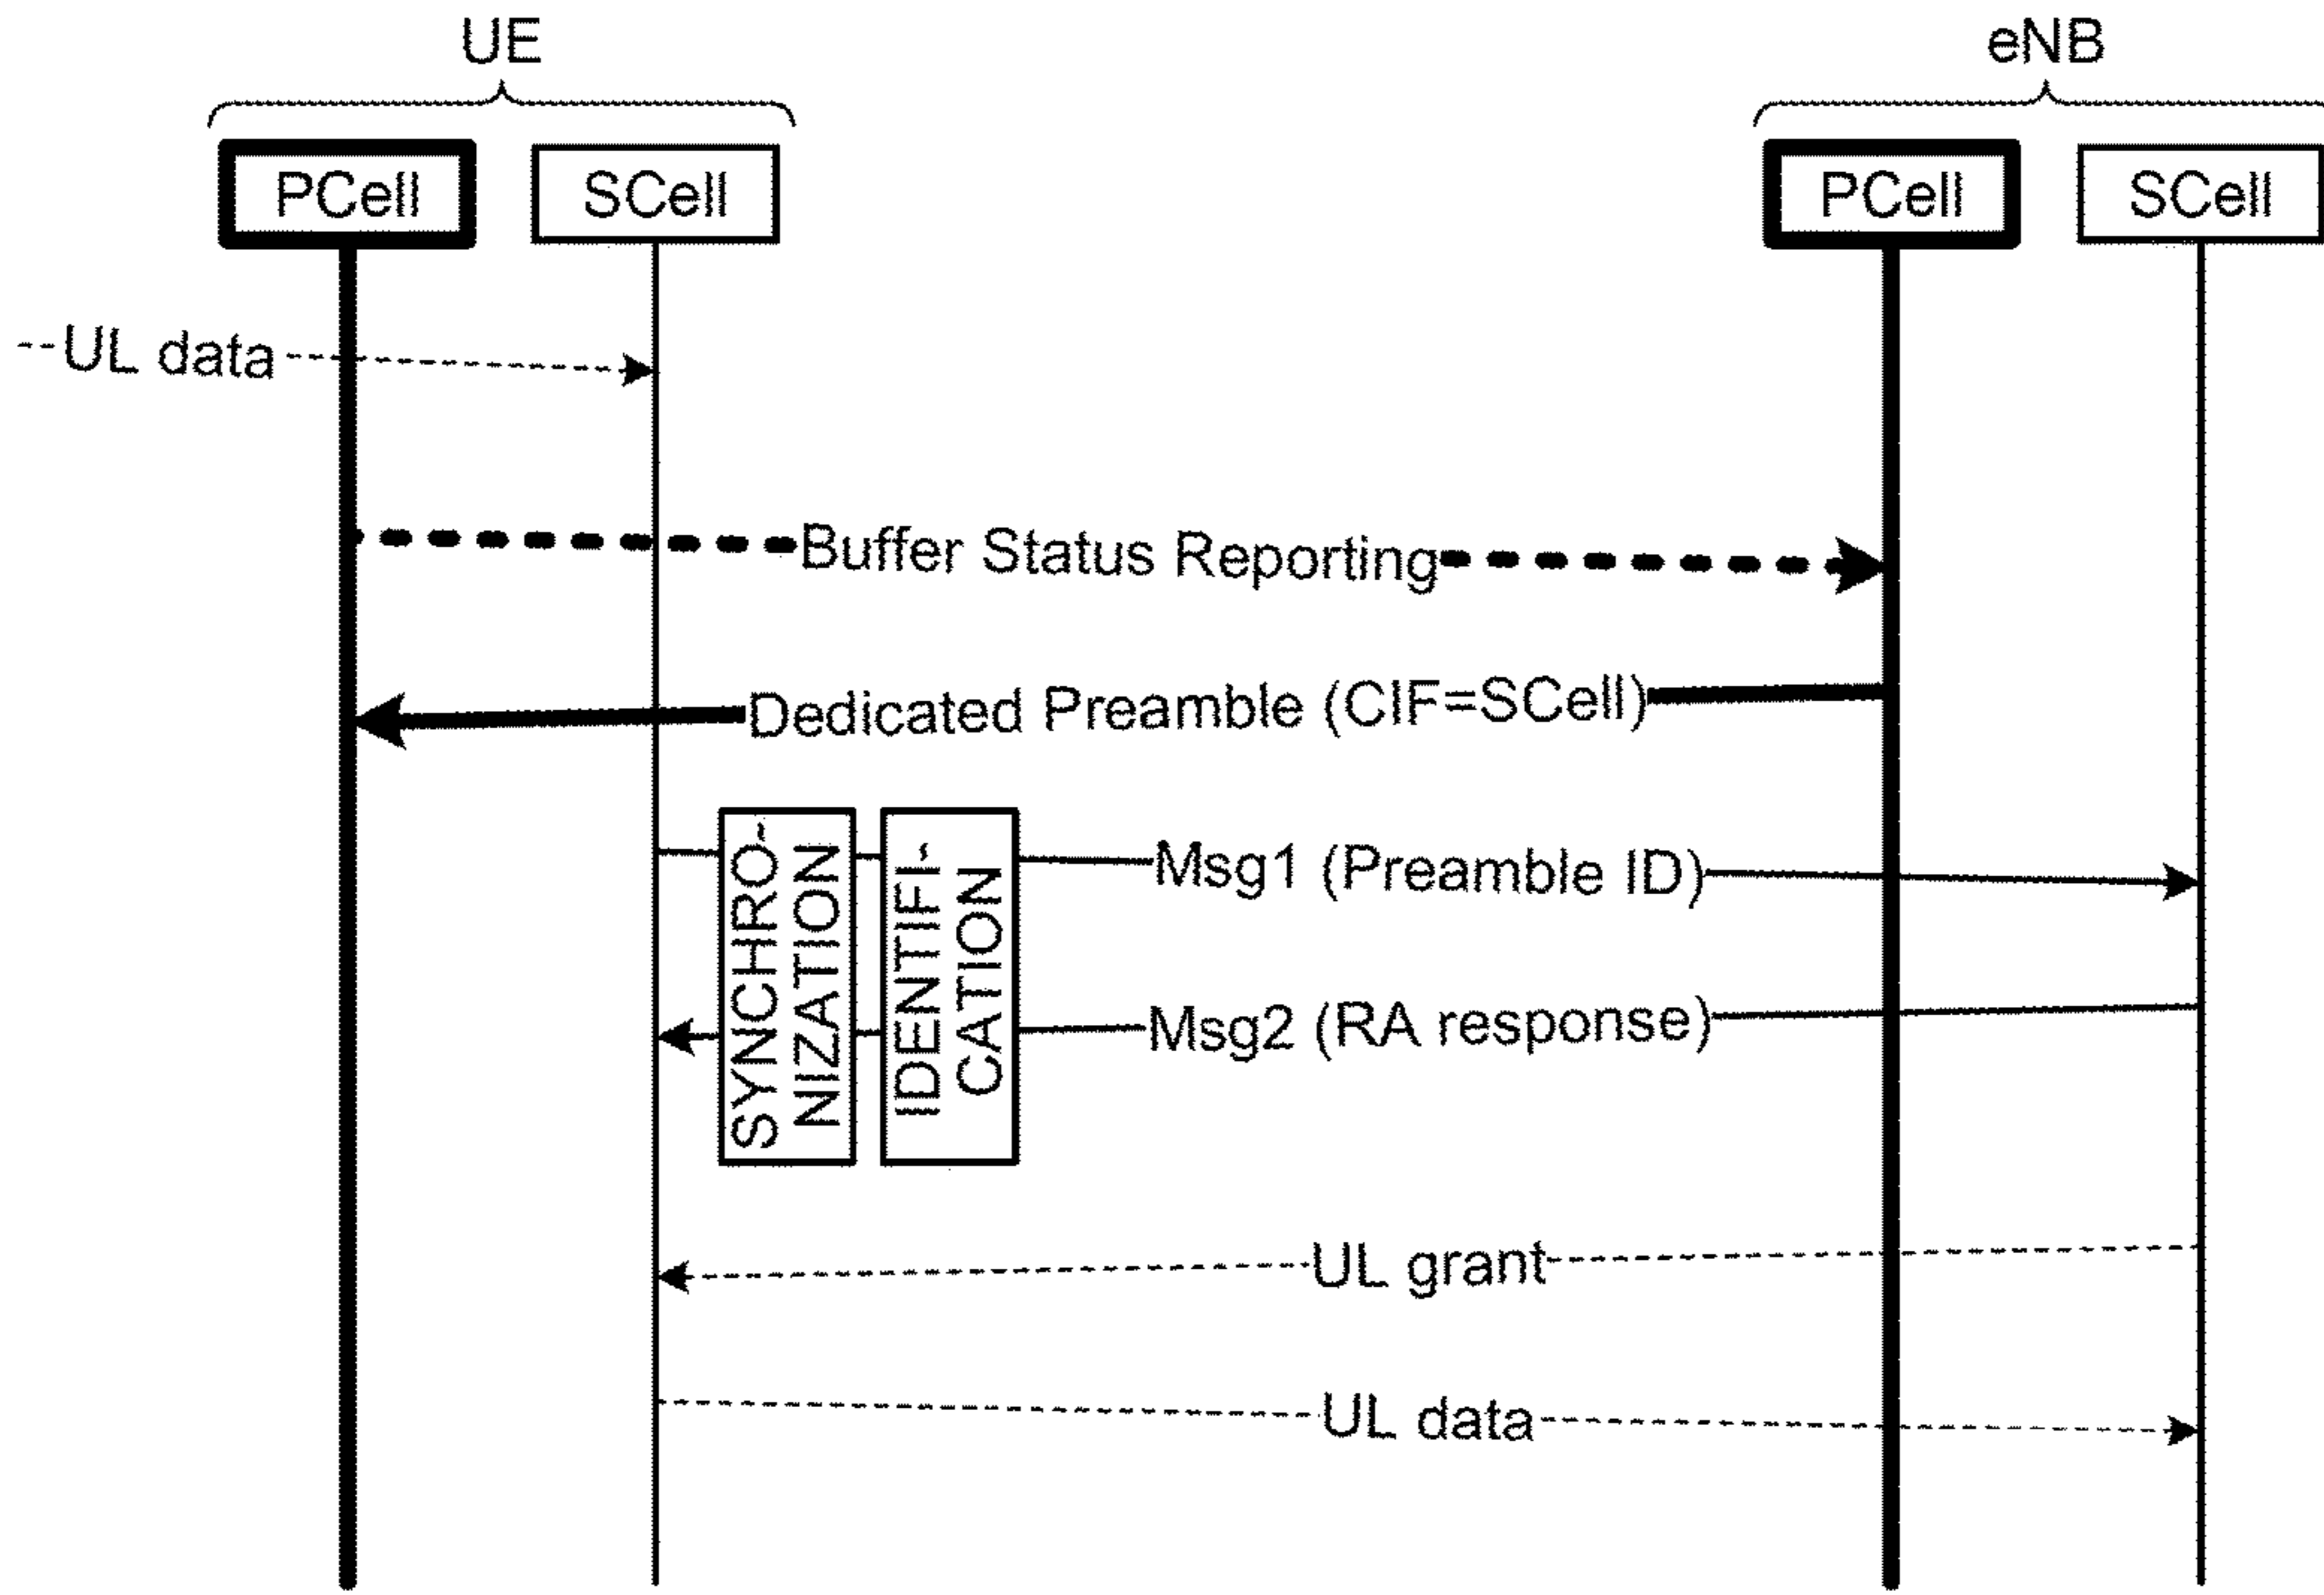 UE
eNB
PCell
SCell
PCell
SCell
UL data
Buffer Status Reporting
Dedicated Preamble (CIF=SCell)
SYNCHRO-
NIZATION
IDENTIFI-
CATION
Msg1 (Preamble ID)
Msg2 (RA response)
UL grant
UL data